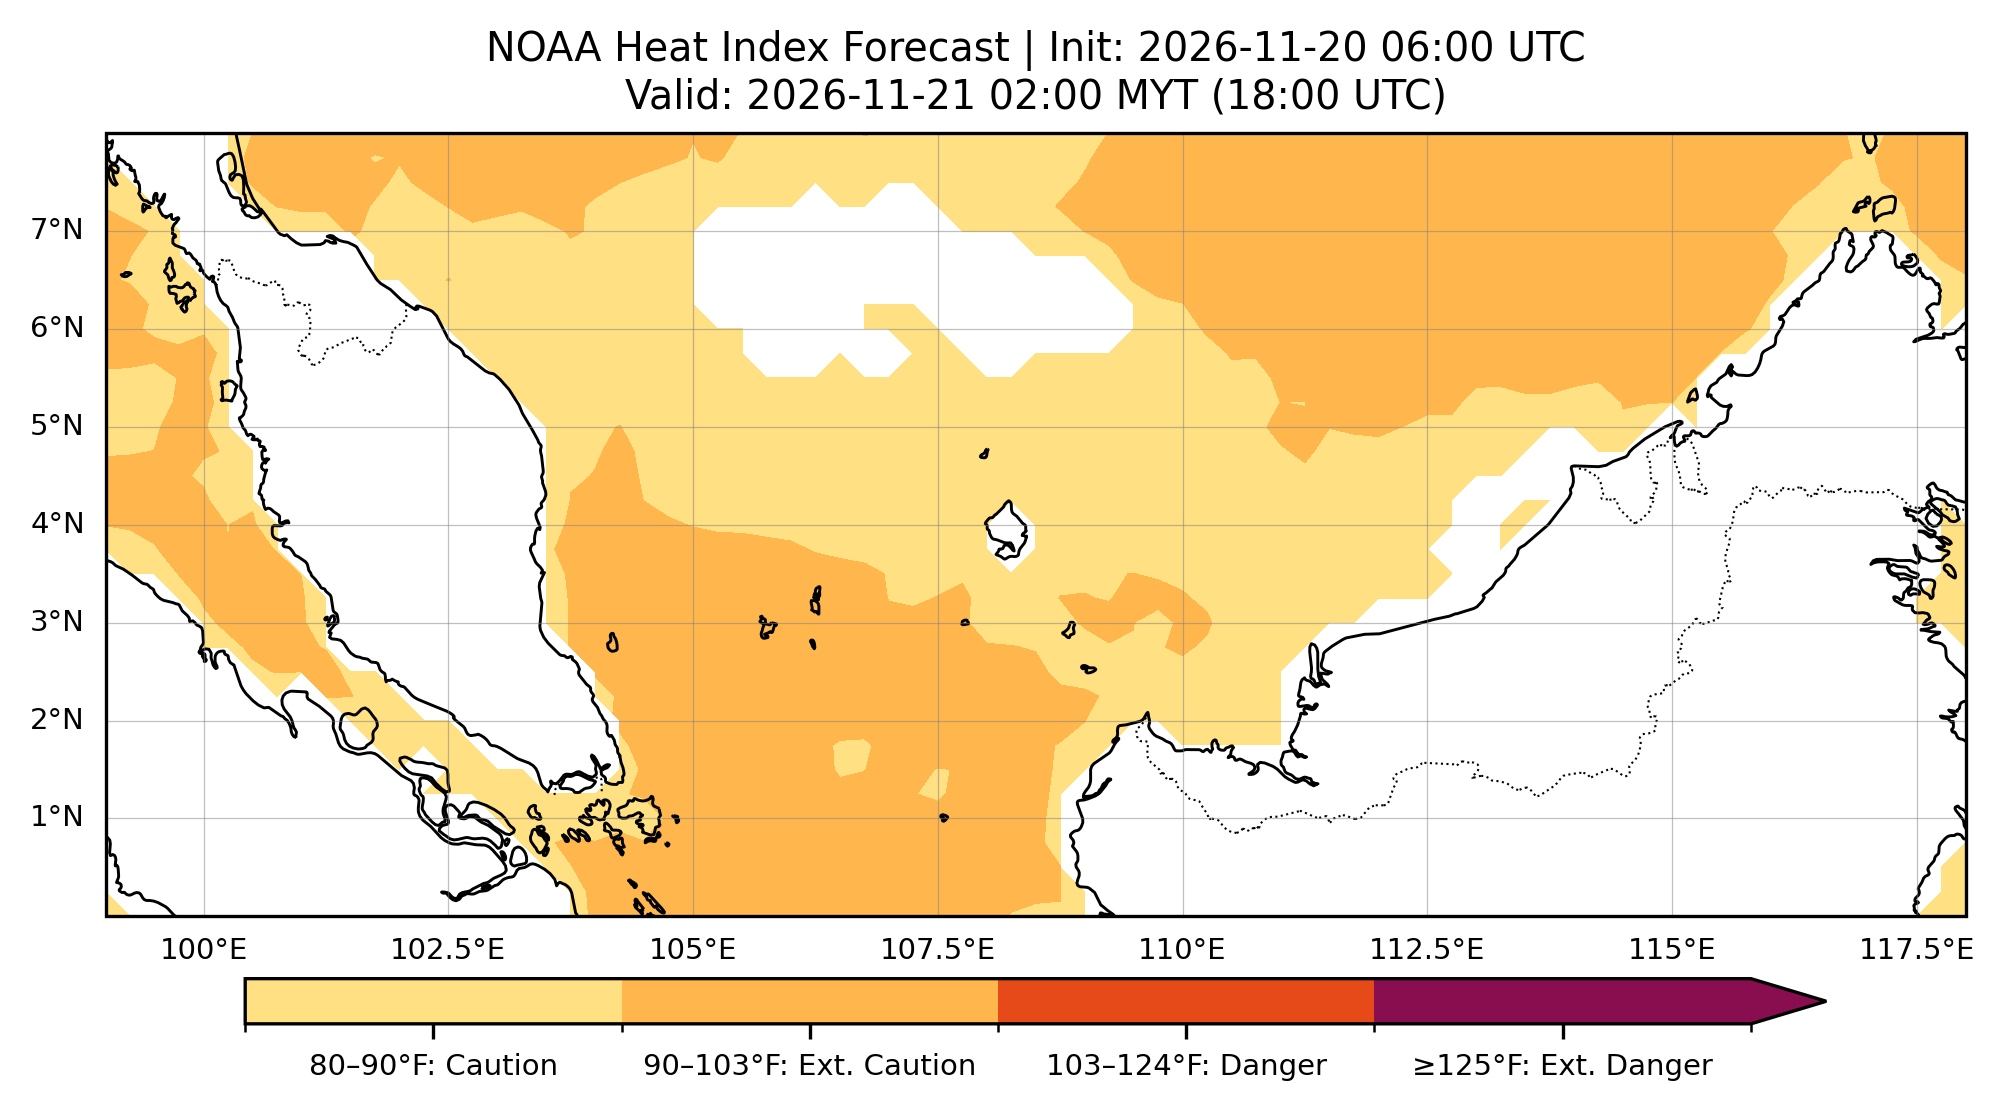 NOAA Heat Index Forecast | Init: 2026-11-20 06:00 UTC
Valid: 2026-11-21 02:00 MYT (18:00 UTC)
7°N
6°N
5°N
4°N
3°N
2°N
1°N
100°E 102.5°E 105°E 107.5°E 110°E 112.5°E 115°E 117.5°E
80–90°F: Caution 90–103°F: Ext. Caution 103–124°F: Danger ≥125°F: Ext. Danger